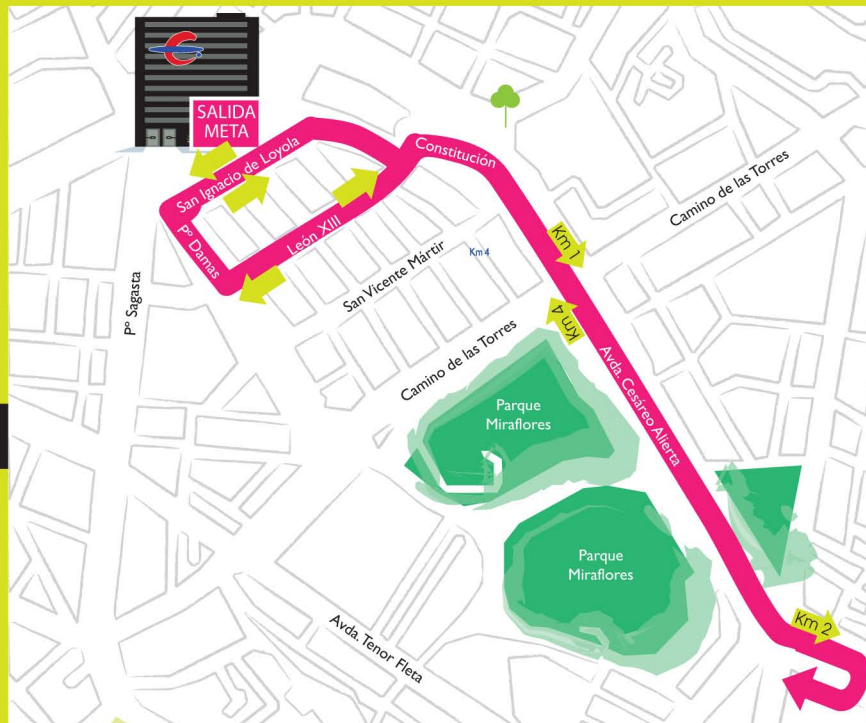 SALIDA
META
San Ignacio de Loyola
Constitución
Camino de las Torres
Pº Damas
León XIII
Km 1
San Vicente Mártir
Km 4
Pº Sagasta
Km 4
Camino de las Torres
Avda. Cesáreo Alierta
Parque
Miraflores
Parque
Miraflores
Avda. Tenor Fleta
Km 2